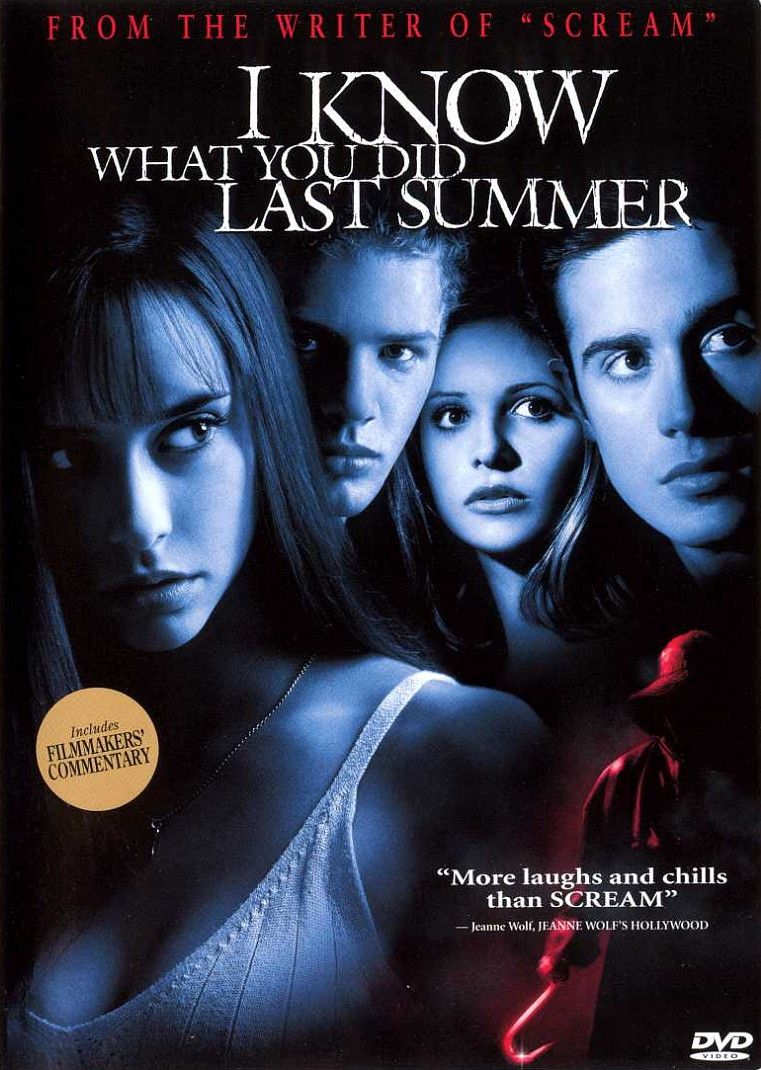 FROM THE WRITER OF "SCREAM"
I KNOW
WHAT YOU DID
LAST SUMMER
Includes
FILMMAKERS'
COMMENTARY
“More laughs and chills
than SCREAM”
— Jeanne Wolf, JEANNE WOLF'S HOLLYWOOD
DVD
VIDEO